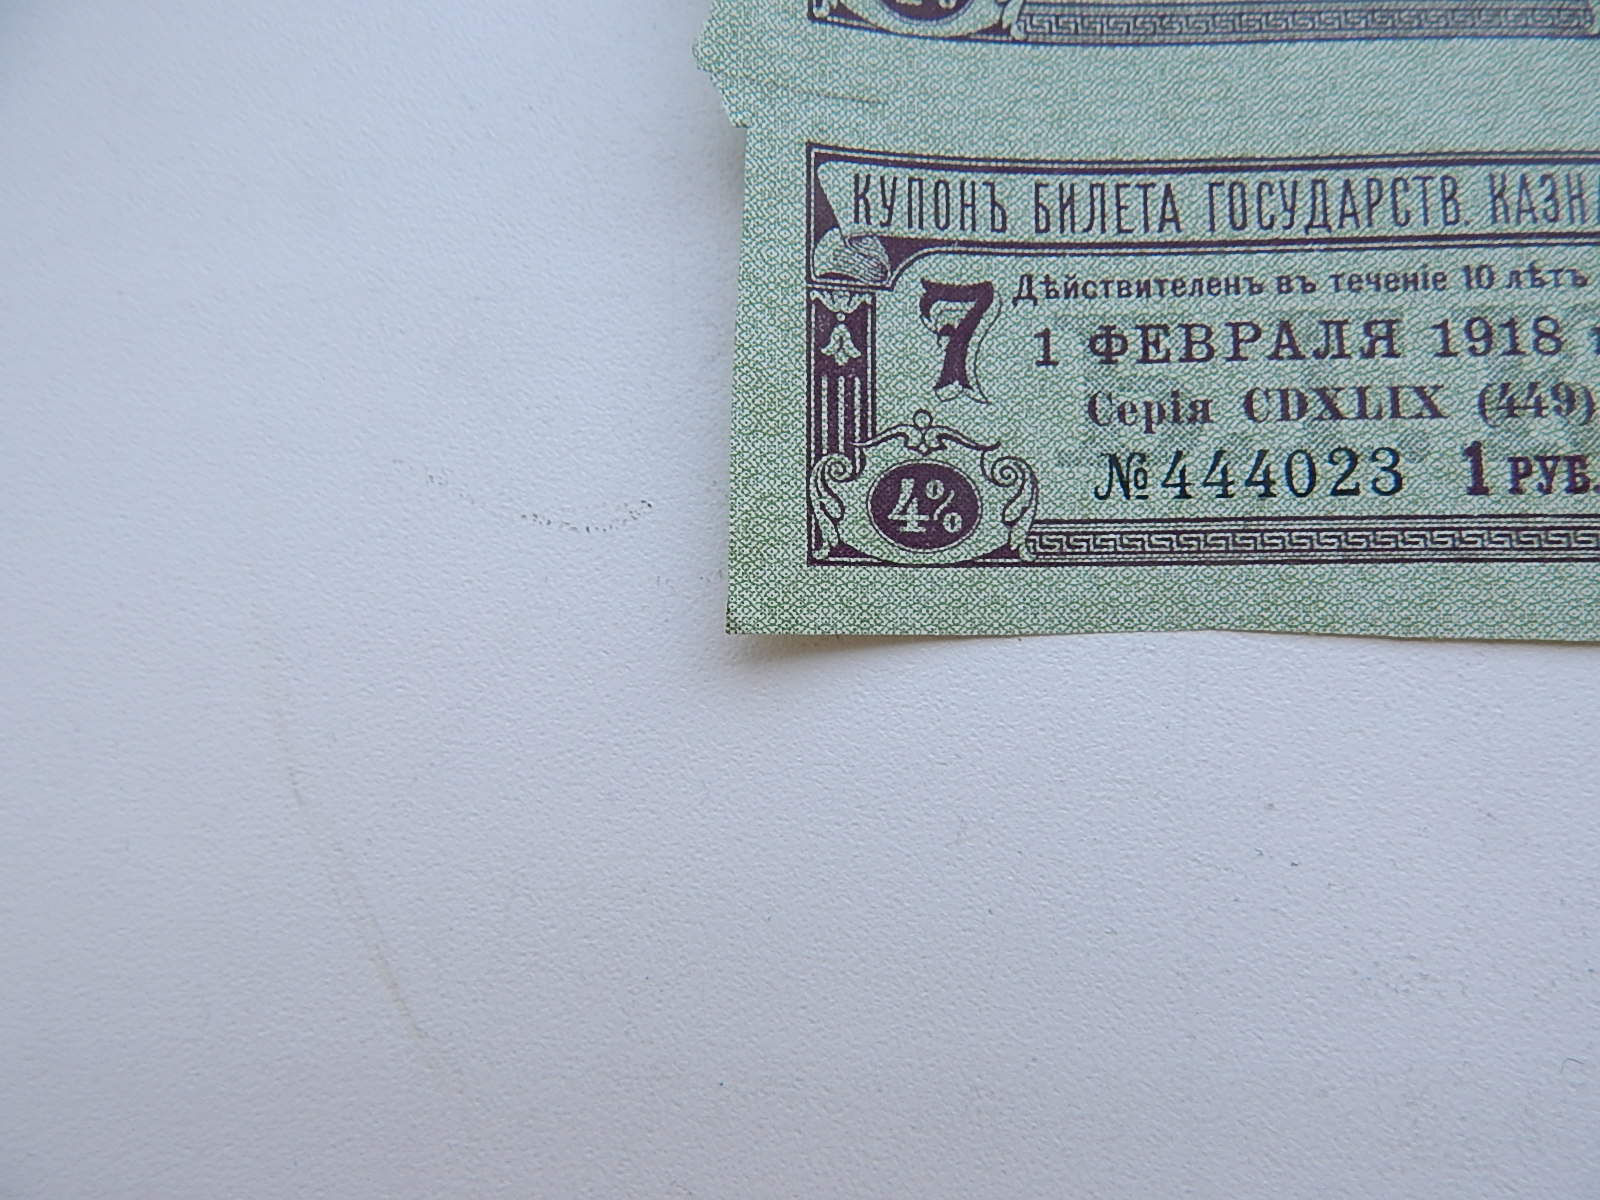 КУПОНЪ БИЛЕТА ГОСУДАРСТВ. КАЗН
7
Дѣйствителенъ въ теченіе 10 лѣтъ
1 ФЕВРАЛЯ 1918
Серія CDXLIX (449)
№444023 1 РУБ.
4%